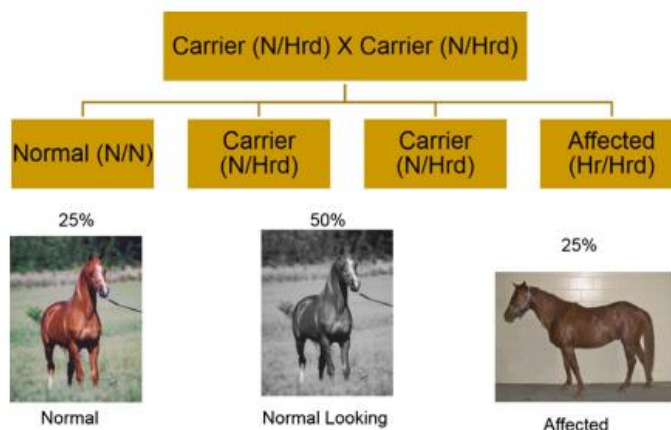 Carrier (N/Hrd) X Carrier (N/Hrd)
Normal (N/N)
Carrier
(N/Hrd)
Carrier
(N/Hrd)
Affected
(Hr/Hrd)
25%
50%
25%
Normal
Normal Looking
Affected